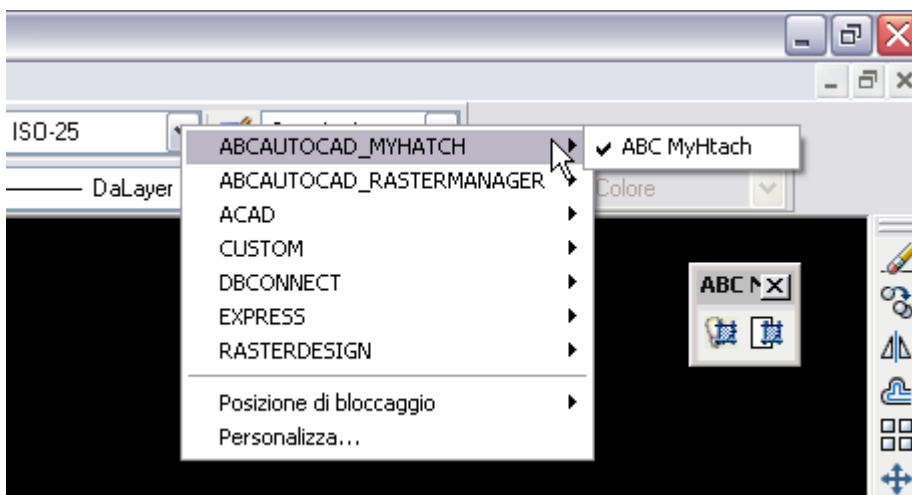 ISO-25
ABCAUTOCAD_MYHATCH
ABC MyHtach
ABCAUTOCAD_RASTERMANAGER
DaLayer
Colore
ACAD
CUSTOM
DBCONNECT
ABC
EXPRESS
RASTERDESIGN
Posizione di bloccaggio
Personalizza...